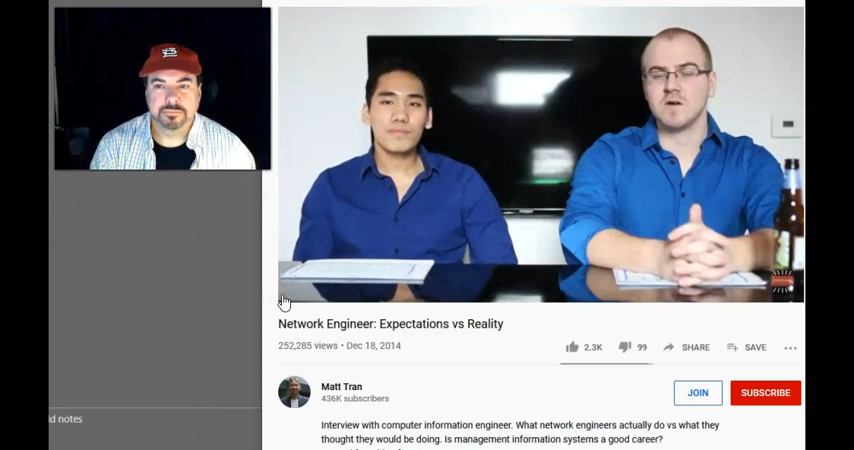 Network Engineer: Expectations vs Reality
252,285 views • Dec 18, 2014
2.3K 99 SHARE SAVE
Matt Tran
436K subscribers
JOIN SUBSCRIBE
Interview with computer information engineer. What network engineers actually do vs what they
thought they would be doing. Is management information systems a good career?
d notes